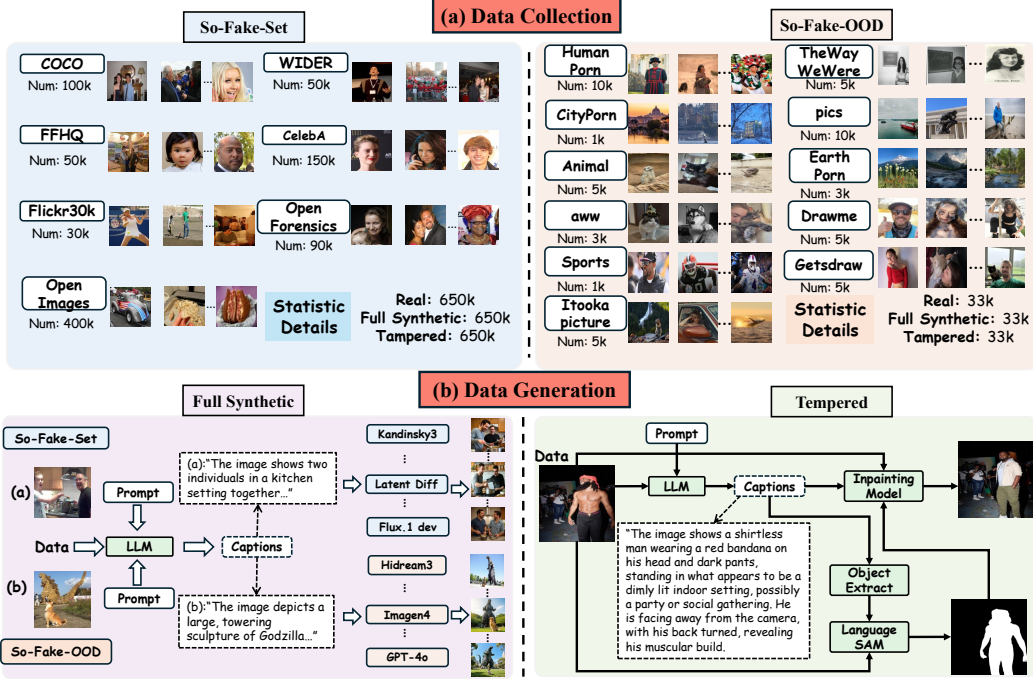 (a) Data Collection
So-Fake-Set
COCO
Num: 100k
WIDER
Num: 50k
FFHQ
Num: 50k
CelebA
Num: 150k
Flickr30k
Num: 30k
Open
Forensics
Num: 90k
Open
Images
Num: 400k
Statistic
Details
Real: 650k
Full Synthetic: 650k
Tampered: 650k
So-Fake-OOD
Human
Porn
Num: 10k
TheWay
WeWere
Num: 5k
CityPorn
Num: 1k
pics
Num: 10k
Animal
Num: 5k
Earth
Porn
Num: 3k
aww
Num: 3k
Drawme
Num: 5k
Sports
Num: 1k
Getsdraw
Num: 5k
Itooka
picture
Num: 5k
Statistic
Details
Real: 33k
Full Synthetic: 33k
Tampered: 33k
(b) Data Generation
Full Synthetic
So-Fake-Set
(a)
Prompt
(a):“The image shows two
individuals in a kitchen
setting together…”
Data
LLM
Captions
(b)
Prompt
(b):“The image depicts a
large, towering
sculpture of Godzilla…”
So-Fake-OOD
Kandinsky3
Latent Diff
Flux.1 dev
Hidream3
Imagen4
GPT-4o
Tempered
Prompt
Data
LLM
Captions
Inpainting
Model
“The image shows a shirtless
man wearing a red bandana on
his head and dark pants,
standing in what appears to be a
dimly lit indoor setting, possibly
a party or social gathering. He
is facing away from the camera,
with his back turned, revealing
his muscular build.
Object
Extract
Language
SAM